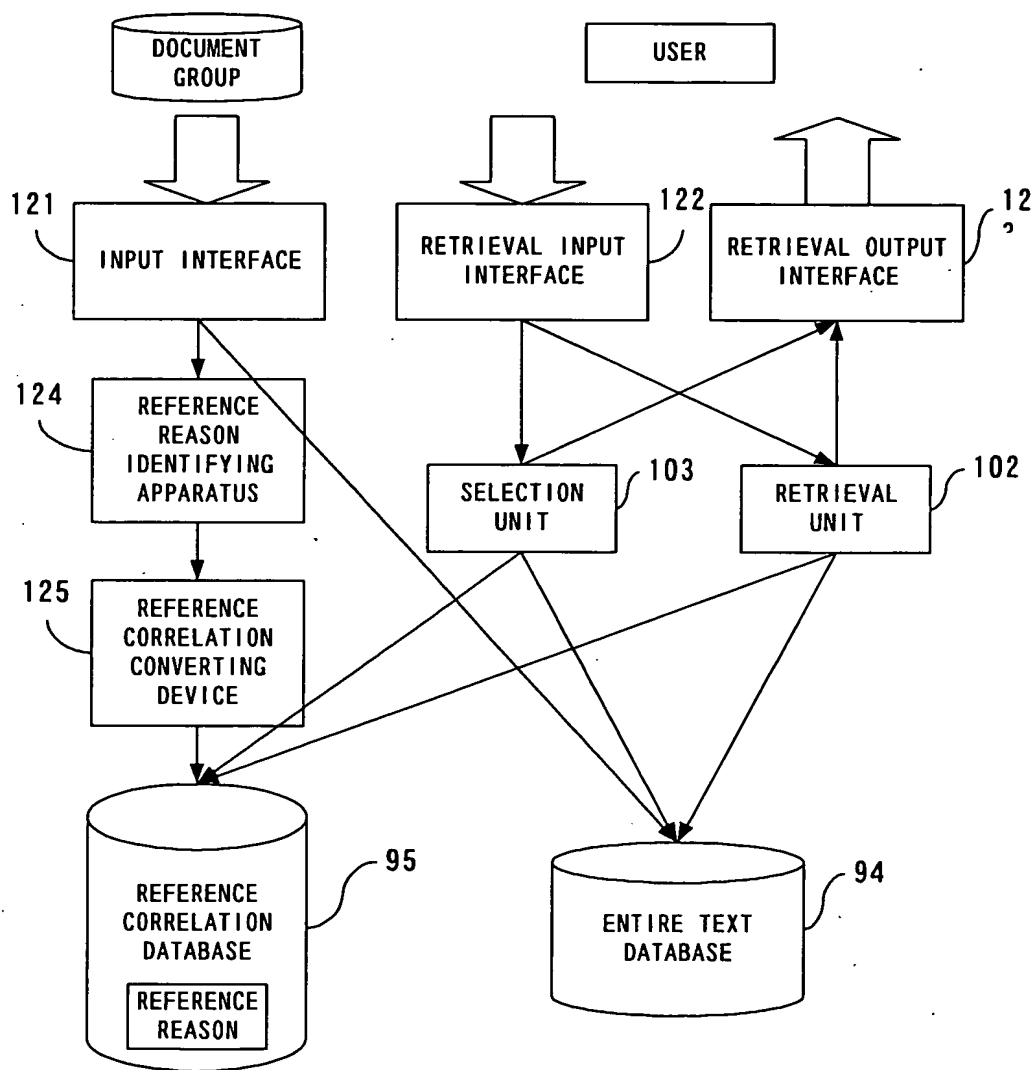 DOCUMENT
GROUP
USER
121
INPUT INTERFACE
122
RETRIEVAL INPUT
INTERFACE
12
RETRIEVAL OUTPUT
INTERFACE
124
REFERENCE
REASON
IDENTIFYING
APPARATUS
103
SELECTION
UNIT
102
RETRIEVAL
UNIT
125
REFERENCE
CORRELATION
CONVERTING
DEVICE
95
REFERENCE
CORRELATION
DATABASE
REFERENCE
REASON
94
ENTIRE TEXT
DATABASE